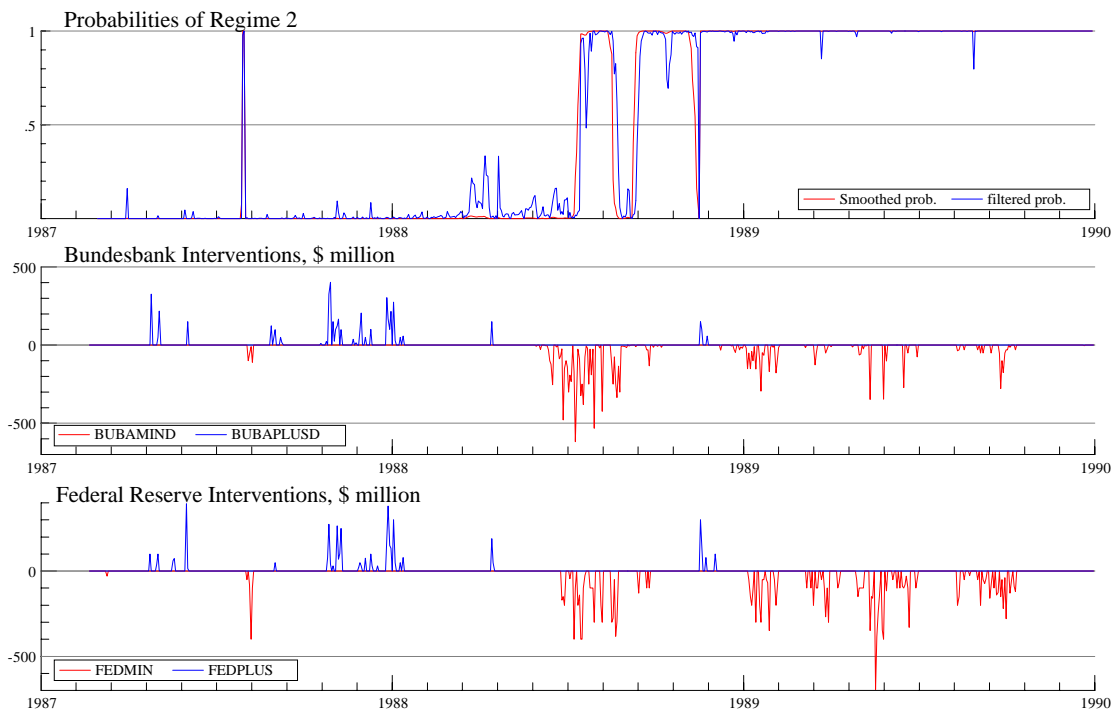 Probabilities of Regime 2
1
.5
Smoothed prob. filtered prob.
1987 1988 1989 1990
Bundesbank Interventions, $ million
500
0
-500
BUBAMIND BUBAPLUSD
1987 1988 1989 1990
Federal Reserve Interventions, $ million
0
-500
FEDMIN FEDPLUS
1987 1988 1989 1990